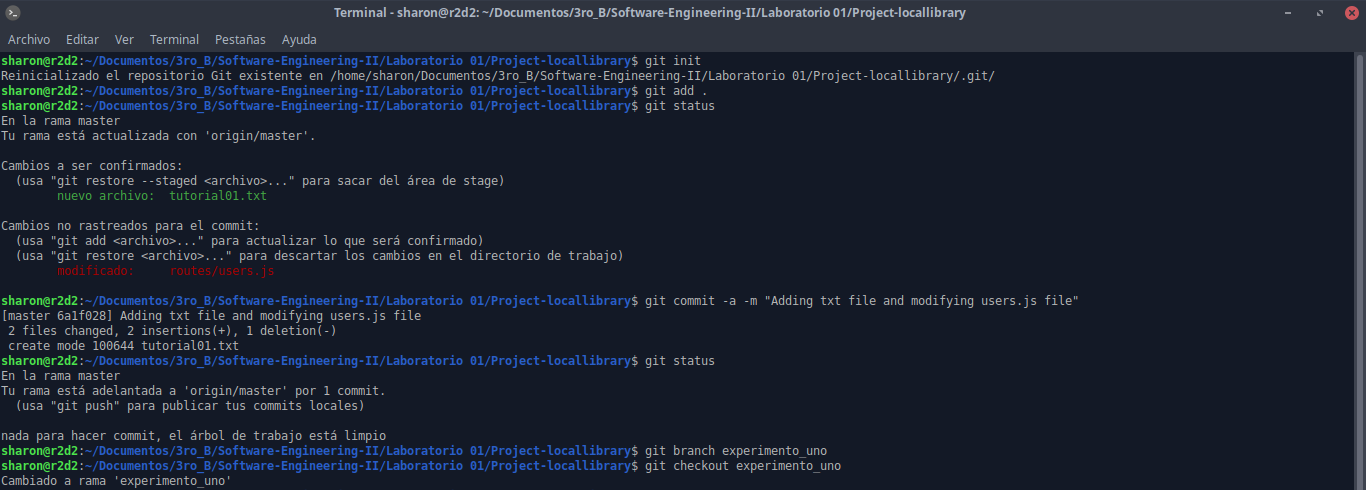 Terminal - sharon@r2d2: ~/Documentos/3ro_B/Software-Engineering-II/Laboratorio 01/Project-locallibrary
Archivo Editar Ver Terminal Pestañas Ayuda
sharon@r2d2:~/Documentos/3ro_B/Software-Engineering-II/Laboratorio 01/Project-locallibrary$ git init
Reinicializado el repositorio Git existente en /home/sharon/Documentos/3ro_B/Software-Engineering-II/Laboratorio 01/Project-locallibrary/.git/
sharon@r2d2:~/Documentos/3ro_B/Software-Engineering-II/Laboratorio 01/Project-locallibrary$ git add .
sharon@r2d2:~/Documentos/3ro_B/Software-Engineering-II/Laboratorio 01/Project-locallibrary$ git status
En la rama master
Tu rama está actualizada con 'origin/master'.

Cambios a ser confirmados:
  (usa "git restore --staged <archivo>..." para sacar del área de stage)
        nuevo archivo:  tutorial01.txt

Cambios no rastreados para el commit:
  (usa "git add <archivo>..." para actualizar lo que será confirmado)
  (usa "git restore <archivo>..." para descartar los cambios en el directorio de trabajo)
        modificado:     routes/users.js

sharon@r2d2:~/Documentos/3ro_B/Software-Engineering-II/Laboratorio 01/Project-locallibrary$ git commit -a -m "Adding txt file and modifying users.js file"
[master 6a1f028] Adding txt file and modifying users.js file
 2 files changed, 2 insertions(+), 1 deletion(-)
 create mode 100644 tutorial01.txt
sharon@r2d2:~/Documentos/3ro_B/Software-Engineering-II/Laboratorio 01/Project-locallibrary$ git status
En la rama master
Tu rama está adelantada a 'origin/master' por 1 commit.
  (usa "git push" para publicar tus commits locales)

nada para hacer commit, el árbol de trabajo está limpio
sharon@r2d2:~/Documentos/3ro_B/Software-Engineering-II/Laboratorio 01/Project-locallibrary$ git branch experimento_uno
sharon@r2d2:~/Documentos/3ro_B/Software-Engineering-II/Laboratorio 01/Project-locallibrary$ git checkout experimento_uno
Cambiado a rama 'experimento_uno'